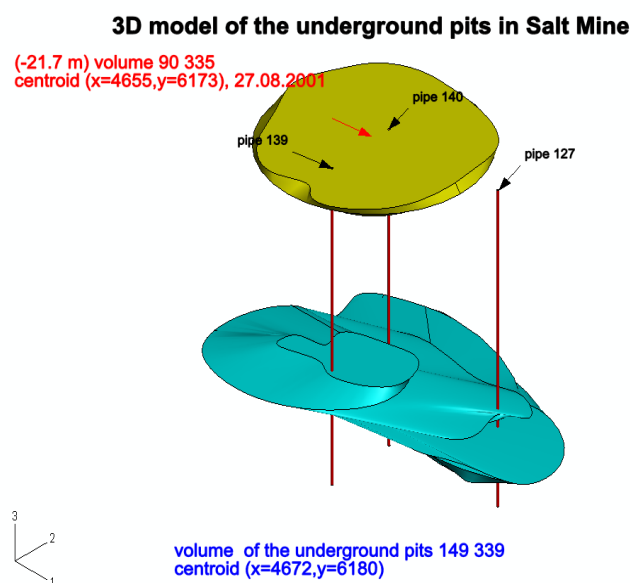 3D model of the underground pits in Salt Mine
(-21.7 m) volume 90 335
centroid (x=4655,y=6173), 27.08.2001
pipe 140
pipe 139
pipe 127
3
2
1
volume of the underground pits 149 339
centroid (x=4672,y=6180)